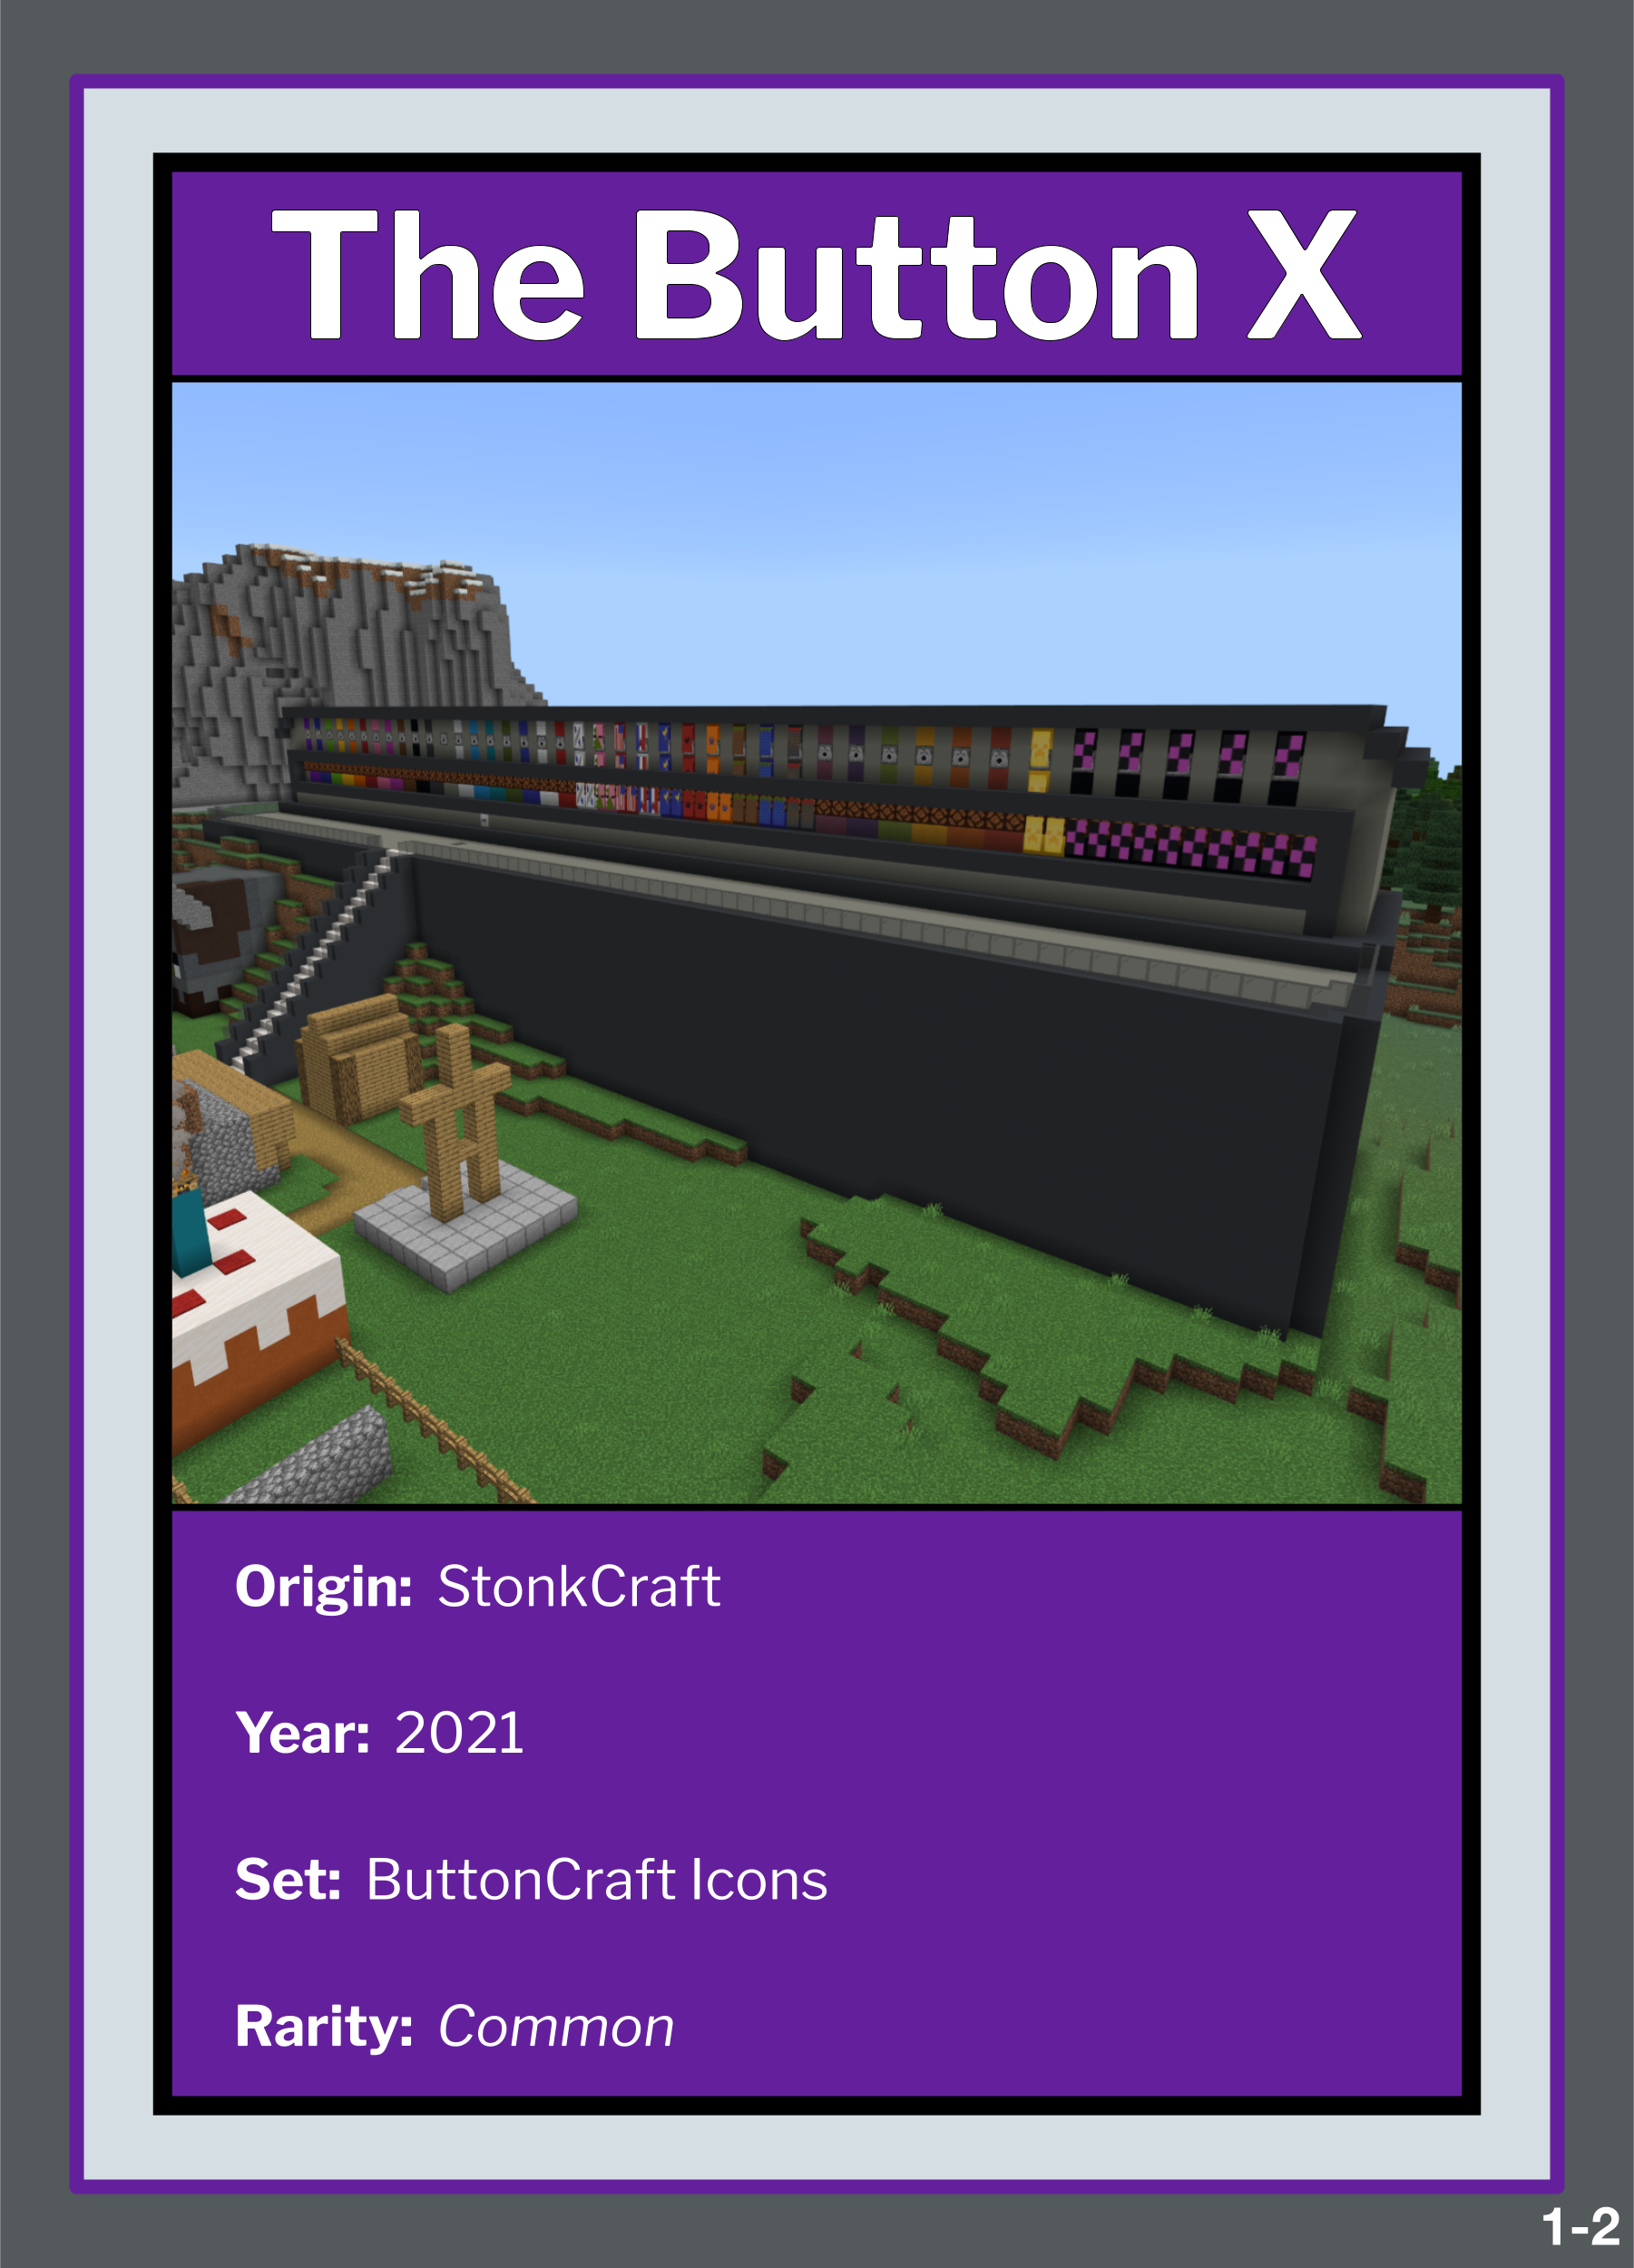 The Button X
Origin: StonkCraft
Year: 2021
Set: ButtonCraft Icons
Rarity: Common
1-2